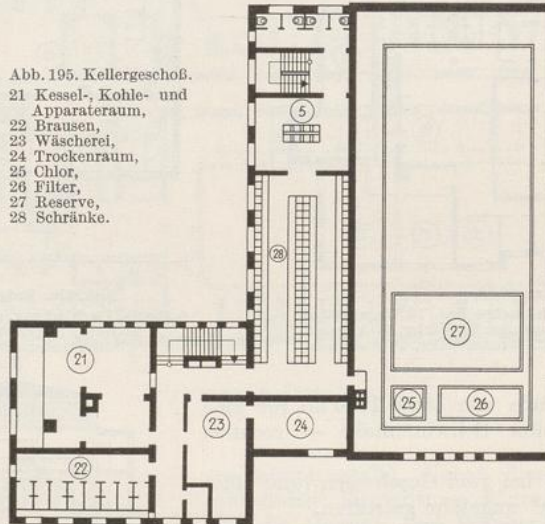 Abb. 195. Kellergeschoß.
21 Kessel-, Kohle- und
Apparateraum,
22 Brausen,
23 Wäscherei,
24 Trockenraum,
25 Chlor,
26 Filter,
27 Reserve,
28 Schränke.
5
28
27
21
25
26
23
24
22